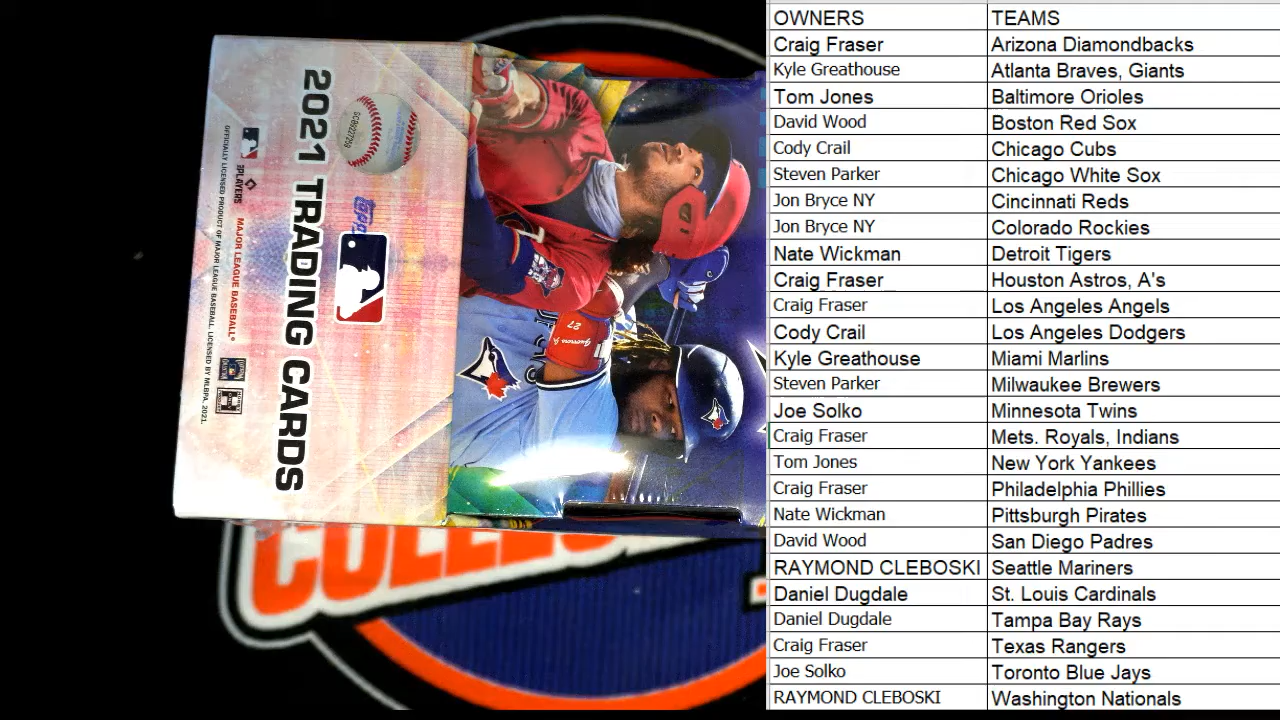 2021 TRADING CARDS
topps
PLAYERS
MAJOR LEAGUE BASEBALL®
OFFICIALLY LICENSED PRODUCT OF MAJOR LEAGUE BASEBALL. LICENSED BY MLBPA, 2021.
27
OWNERS TEAMS
Craig Fraser Arizona Diamondbacks
Kyle Greathouse Atlanta Braves, Giants
Tom Jones Baltimore Orioles
David Wood Boston Red Sox
Cody Crail Chicago Cubs
Steven Parker Chicago White Sox
Jon Bryce NY Cincinnati Reds
Jon Bryce NY Colorado Rockies
Nate Wickman Detroit Tigers
Craig Fraser Houston Astros, A's
Craig Fraser Los Angeles Angels
Cody Crail Los Angeles Dodgers
Kyle Greathouse Miami Marlins
Steven Parker Milwaukee Brewers
Joe Solko Minnesota Twins
Craig Fraser Mets. Royals, Indians
Tom Jones New York Yankees
Craig Fraser Philadelphia Phillies
Nate Wickman Pittsburgh Pirates
David Wood San Diego Padres
RAYMOND CLEBOSKI Seattle Mariners
Daniel Dugdale St. Louis Cardinals
Daniel Dugdale Tampa Bay Rays
Craig Fraser Texas Rangers
Joe Solko Toronto Blue Jays
RAYMOND CLEBOSKI Washington Nationals